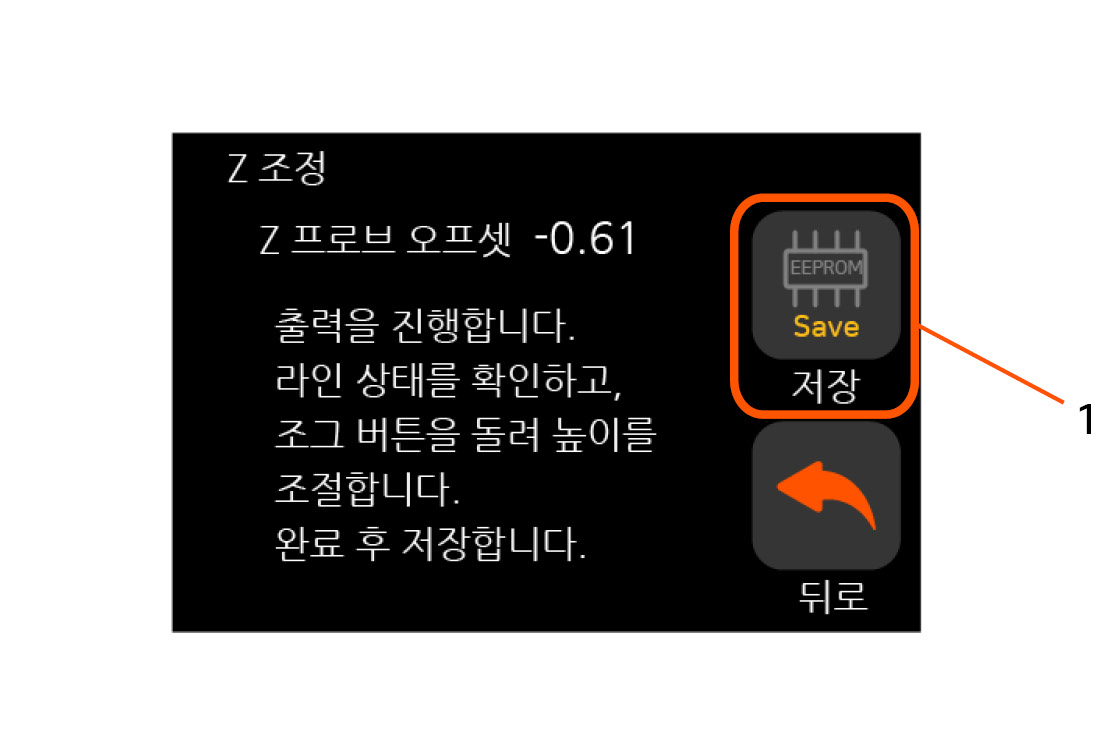 Z 조정
Z 프로브 오프셋 -0.61
출력을 진행합니다.
라인 상태를 확인하고,
조그 버튼을 돌려 높이를
조절합니다.
완료 후 저장합니다.
EEPROM
Save
저장
뒤로
1